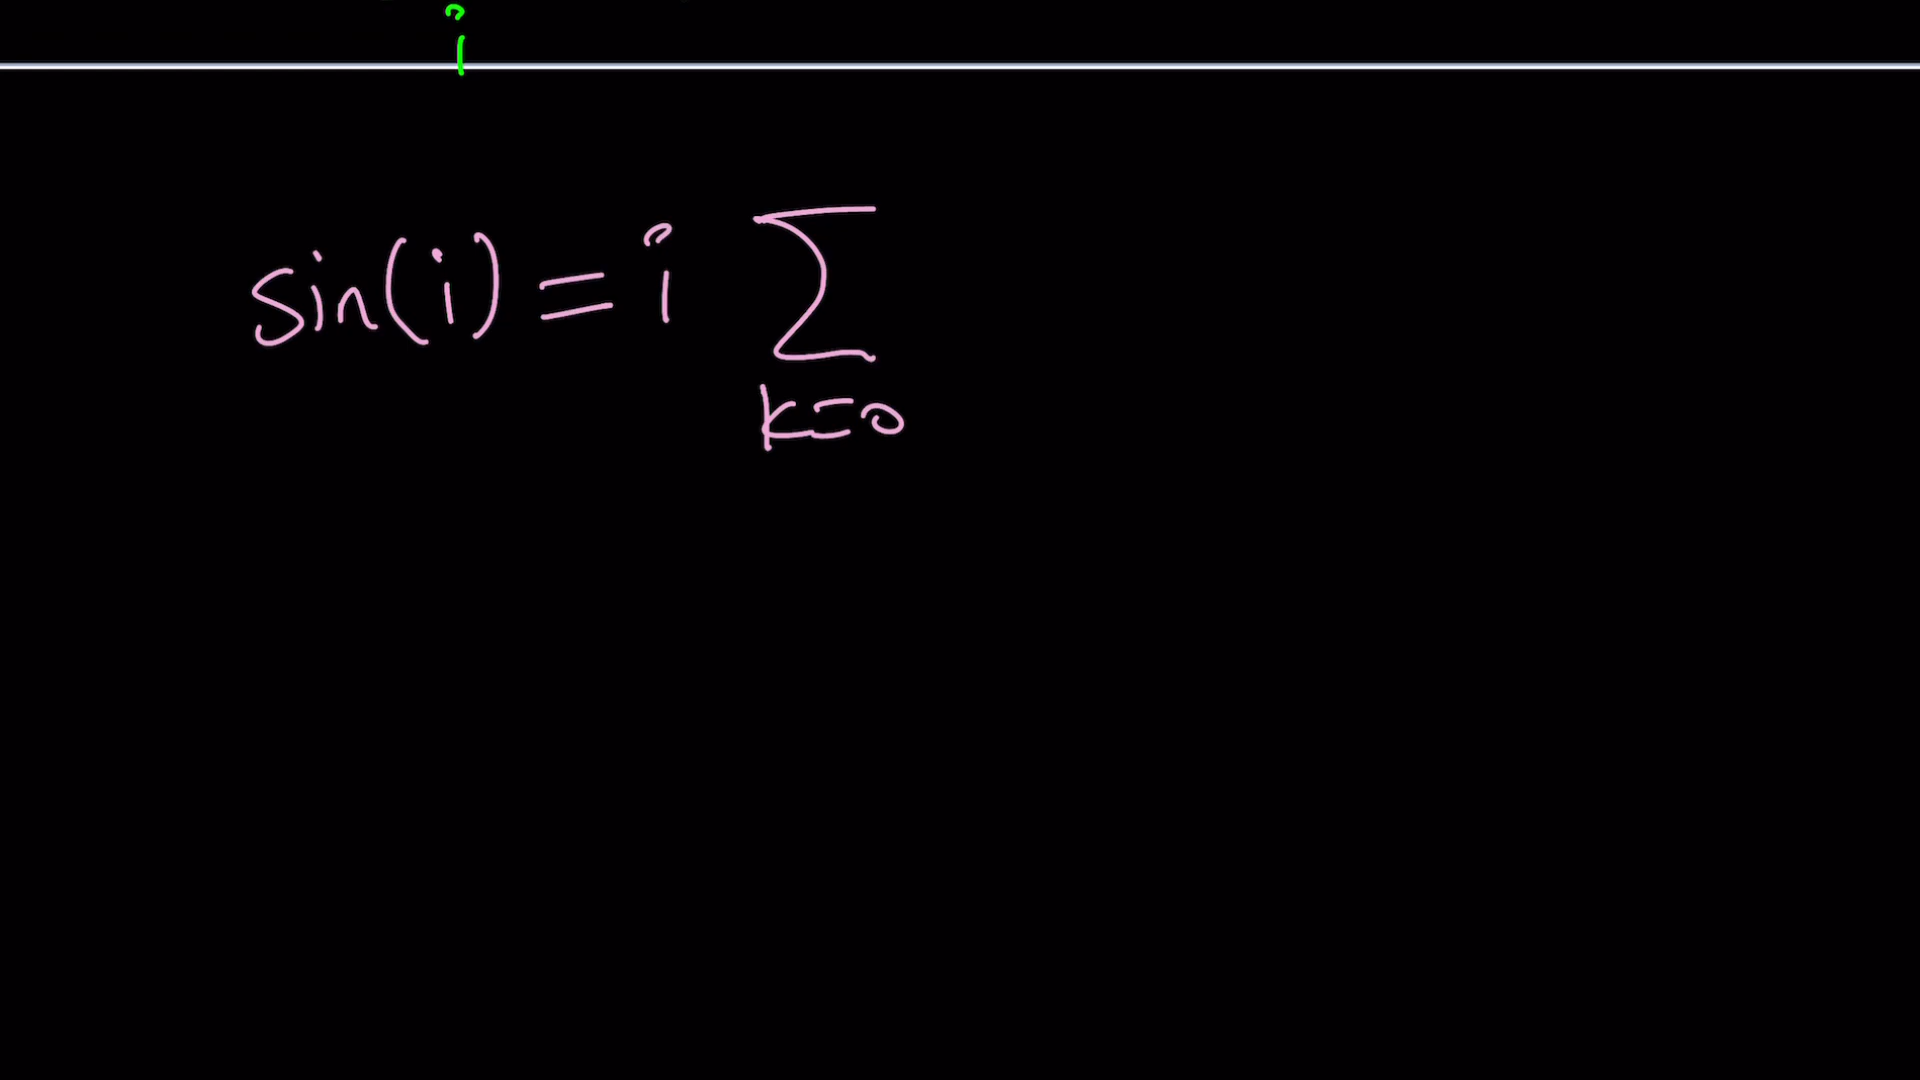 i
sin(i) = i ∑
k=0